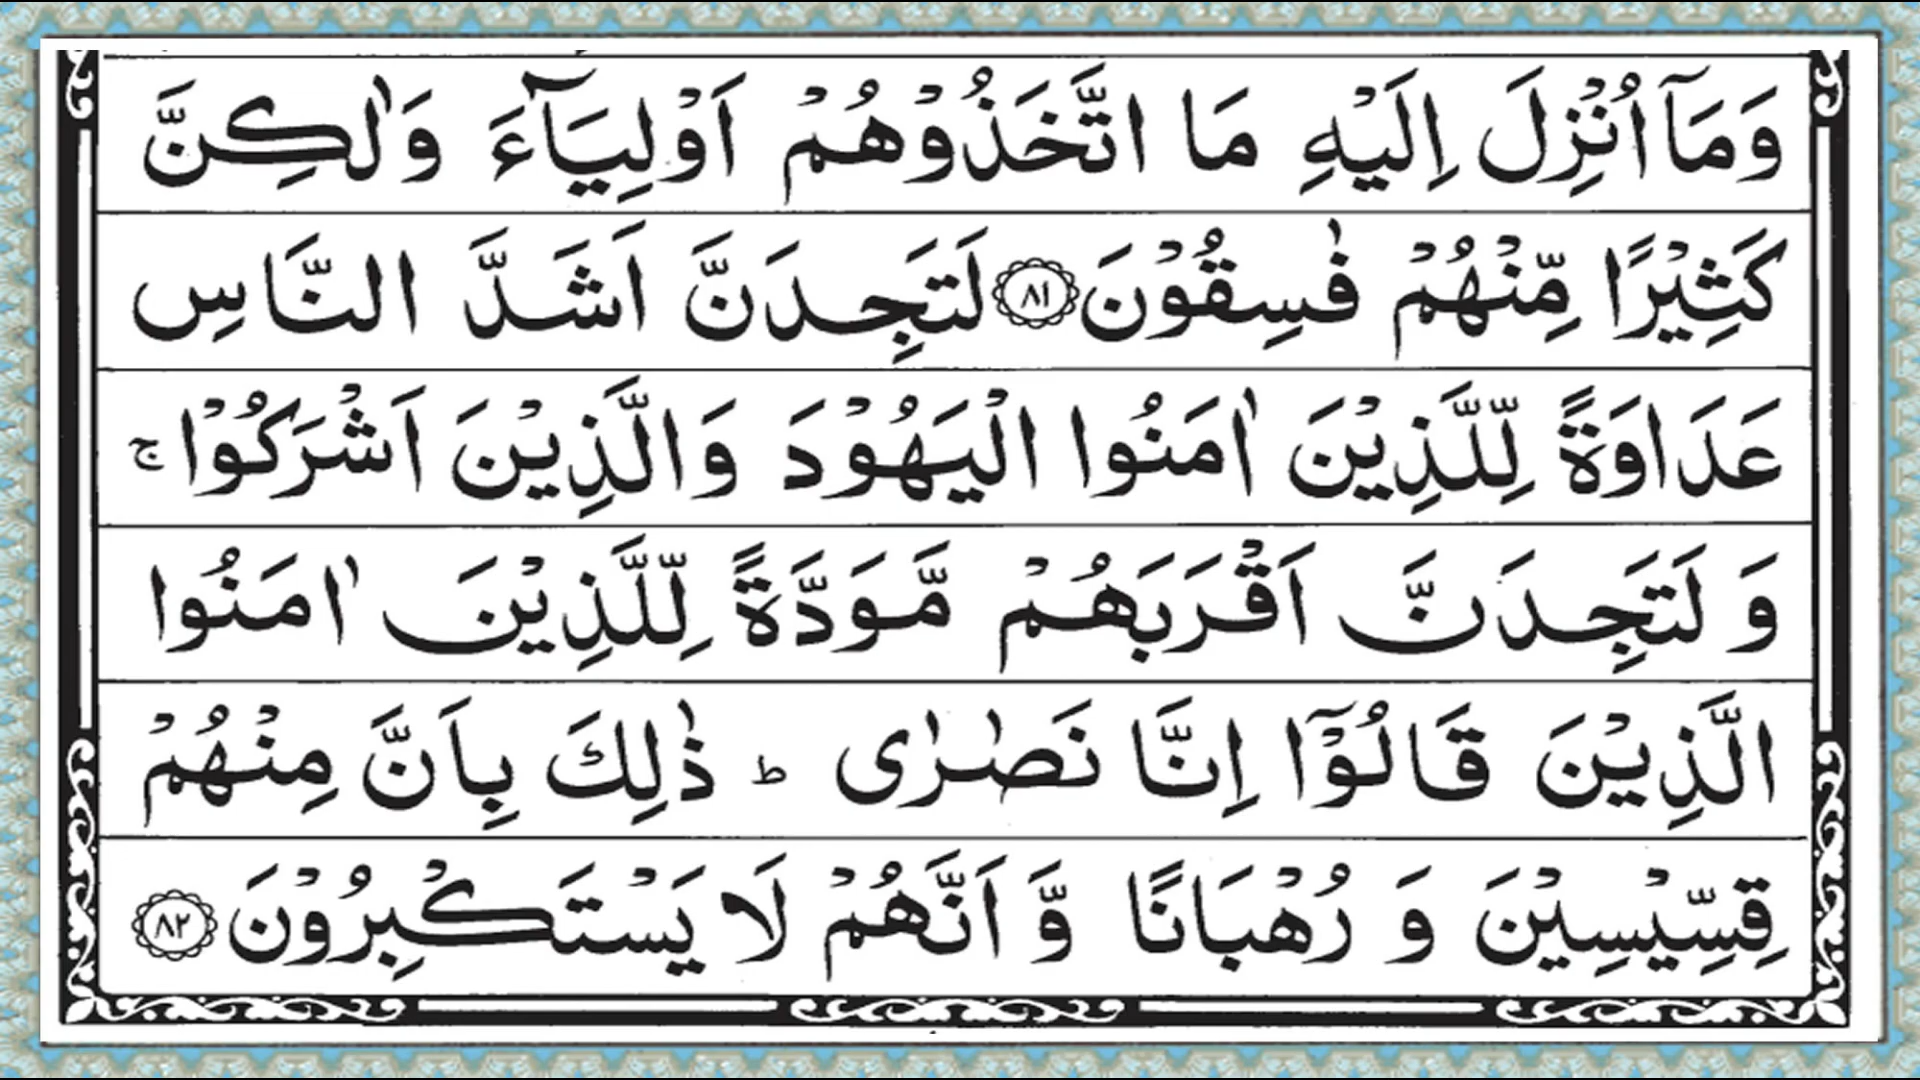 وَمَآ اُنْزِلَ اِلَيْهِ مَا اتَّخَذُوْهُمْ اَوْلِيَآءَ وَلٰكِنَّ
كَثِيْرًا مِّنْهُمْ فٰسِقُوْنَ ﴿٨١﴾ لَتَجِدَنَّ اَشَدَّ النَّاسِ
عَدَاوَةً لِّلَّذِيْنَ اٰمَنُوا الْيَهُوْدَ وَالَّذِيْنَ اَشْرَكُوْا ۚ
وَ لَتَجِدَنَّ اَقْرَبَهُمْ مَّوَدَّةً لِّلَّذِيْنَ اٰمَنُوا
الَّذِيْنَ قَالُوْٓا اِنَّا نَصٰرٰى ؕ ذٰلِكَ بِاَنَّ مِنْهُمْ
قِسِّيْسِيْنَ وَ رُهْبَانًا وَّ اَنَّهُمْ لَا يَسْتَكْبِرُوْنَ ﴿٨٢﴾